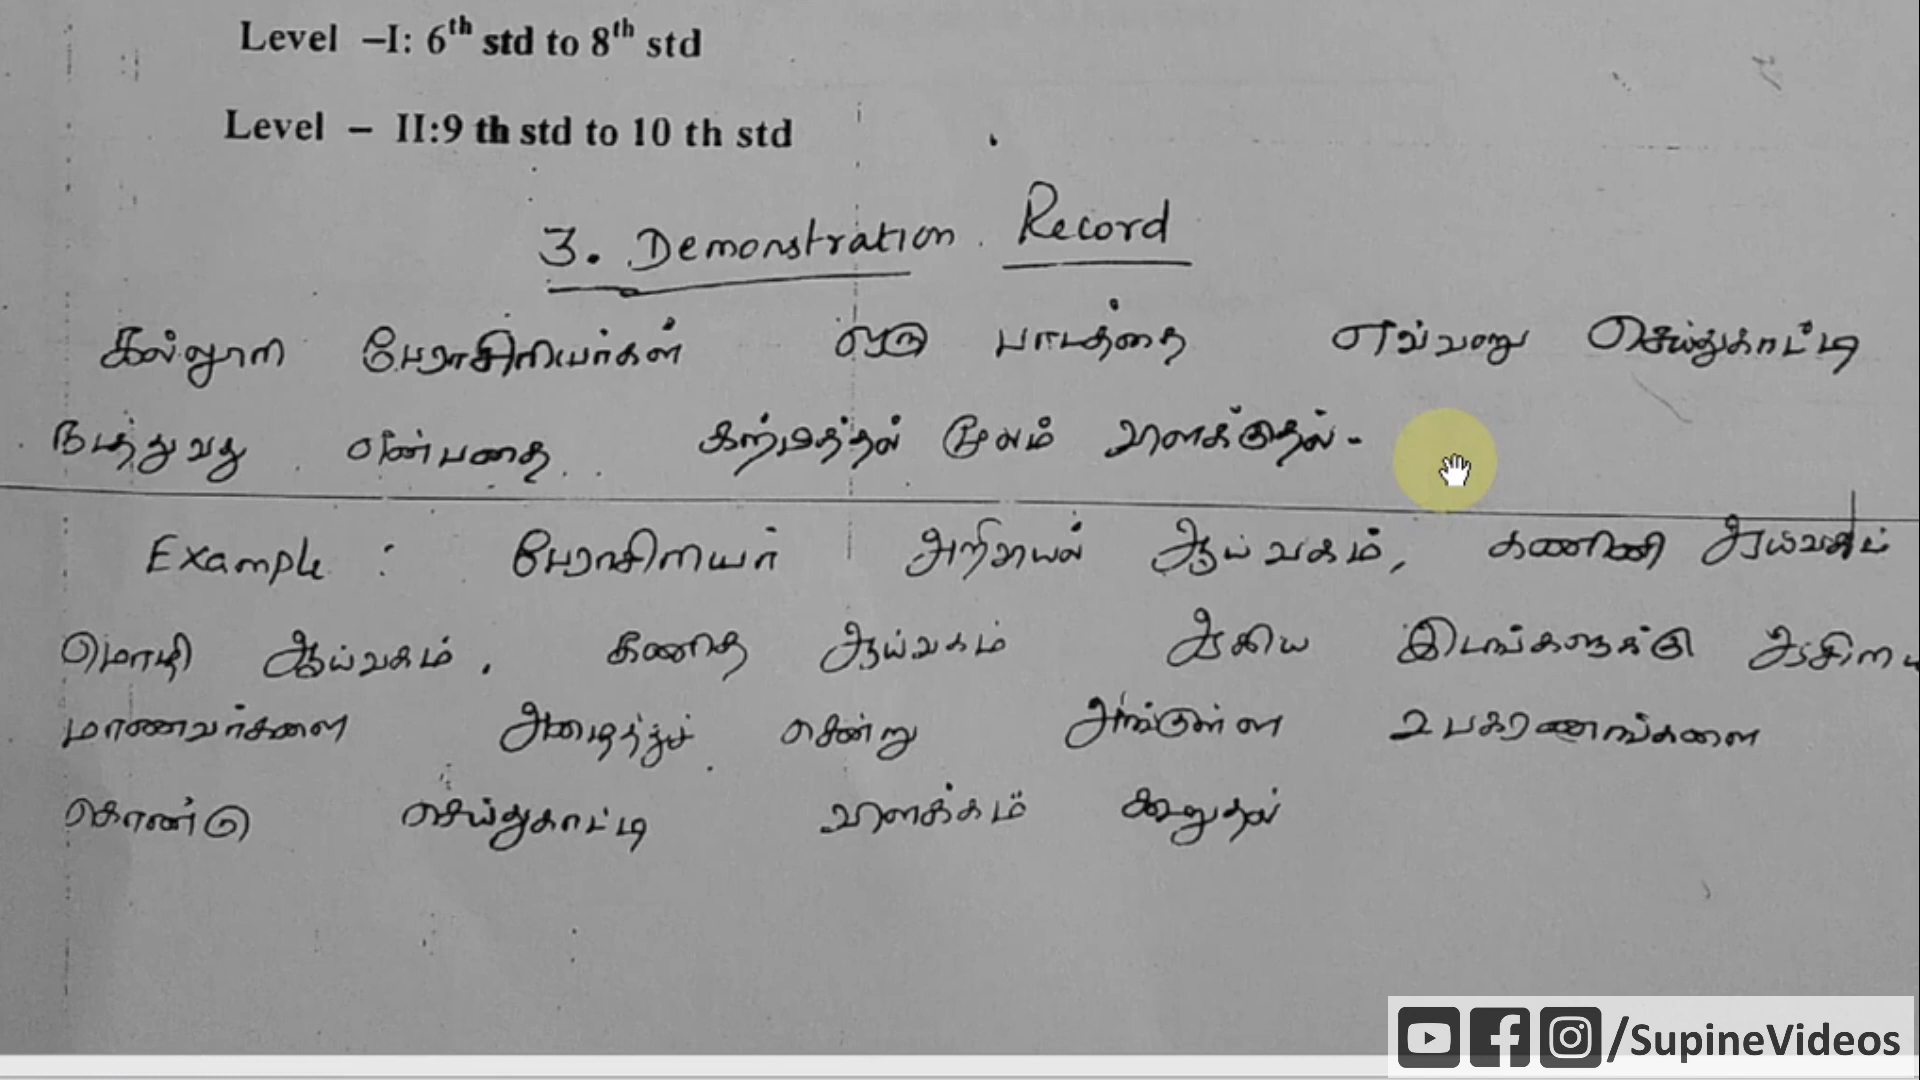 Level –I: 6th std to 8th std
Level – II:9 th std to 10 th std
3. Demonstration Record
கல்லூரி பேராசிரியர்கள் ஒரு பாடத்தை எவ்வாறு செய்துகாட்டி
நடத்துவது என்பதை கற்பித்தல் மூலம் விளக்குதல்-
Example : பேராசிரியர் அறிவியல் ஆய்வகம், கணினி ஆய்வகம்
மொழி ஆய்வகம், கணித ஆய்வகம் ஆகிய இடங்களுக்கு
மாணவர்களை அழைத்துச் சென்று அங்குள்ள உபகரணங்களை
கொண்டு செய்துகாட்டி விளக்கம் கூறுதல்
/SupineVideos